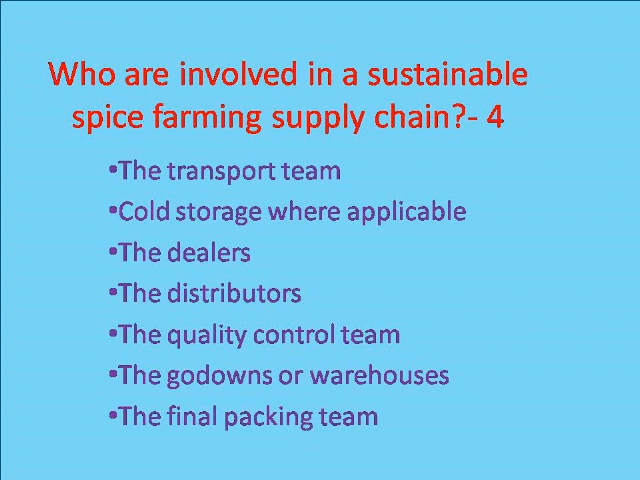 Who are involved in a sustainable
spice farming supply chain?- 4
•The transport team
•Cold storage where applicable
•The dealers
•The distributors
•The quality control team
•The godowns or warehouses
•The final packing team